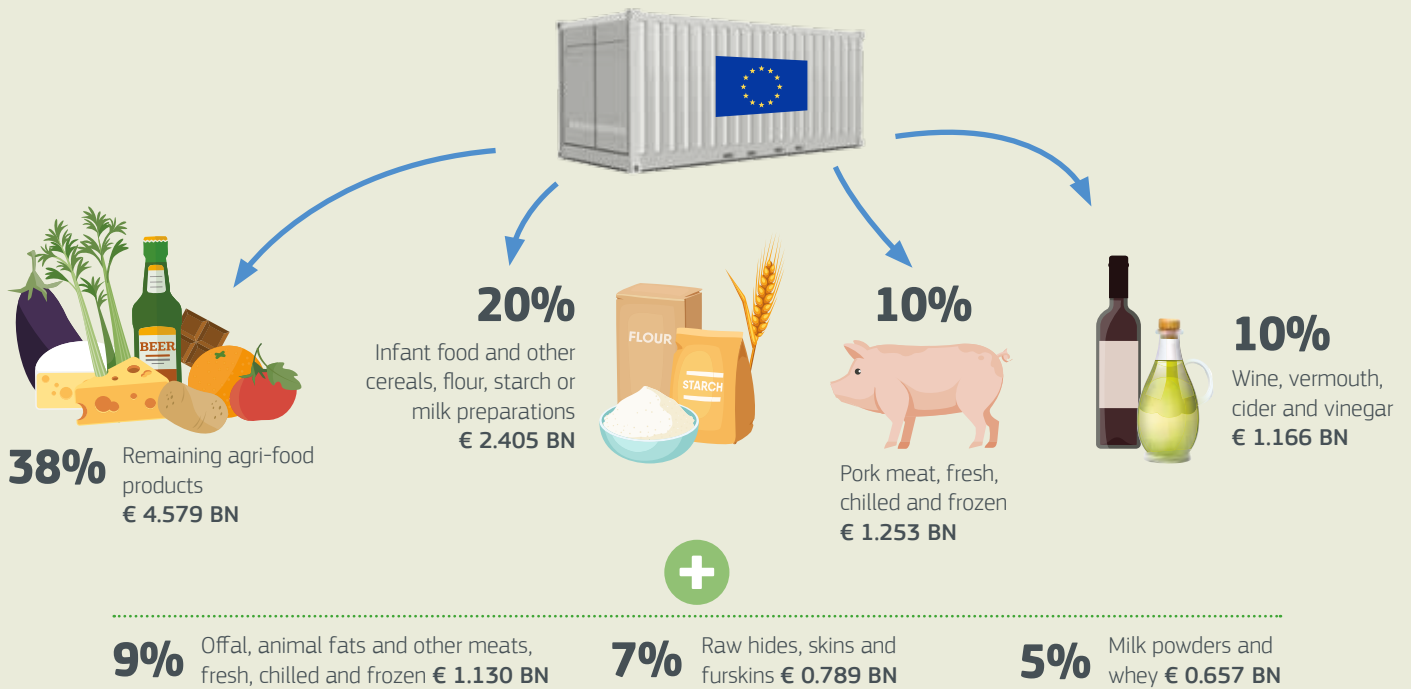 BEER
38%
Remaining agri-food
products
€ 4.579 BN
20%
Infant food and other
cereals, flour, starch or
milk preparations
€ 2.405 BN
FLOUR
STARCH
10%
Pork meat, fresh,
chilled and frozen
€ 1.253 BN
10%
Wine, vermouth,
cider and vinegar
€ 1.166 BN
9%
Offal, animal fats and other meats,
fresh, chilled and frozen € 1.130 BN
7%
Raw hides, skins and
furskins € 0.789 BN
5%
Milk powders and
whey € 0.657 BN